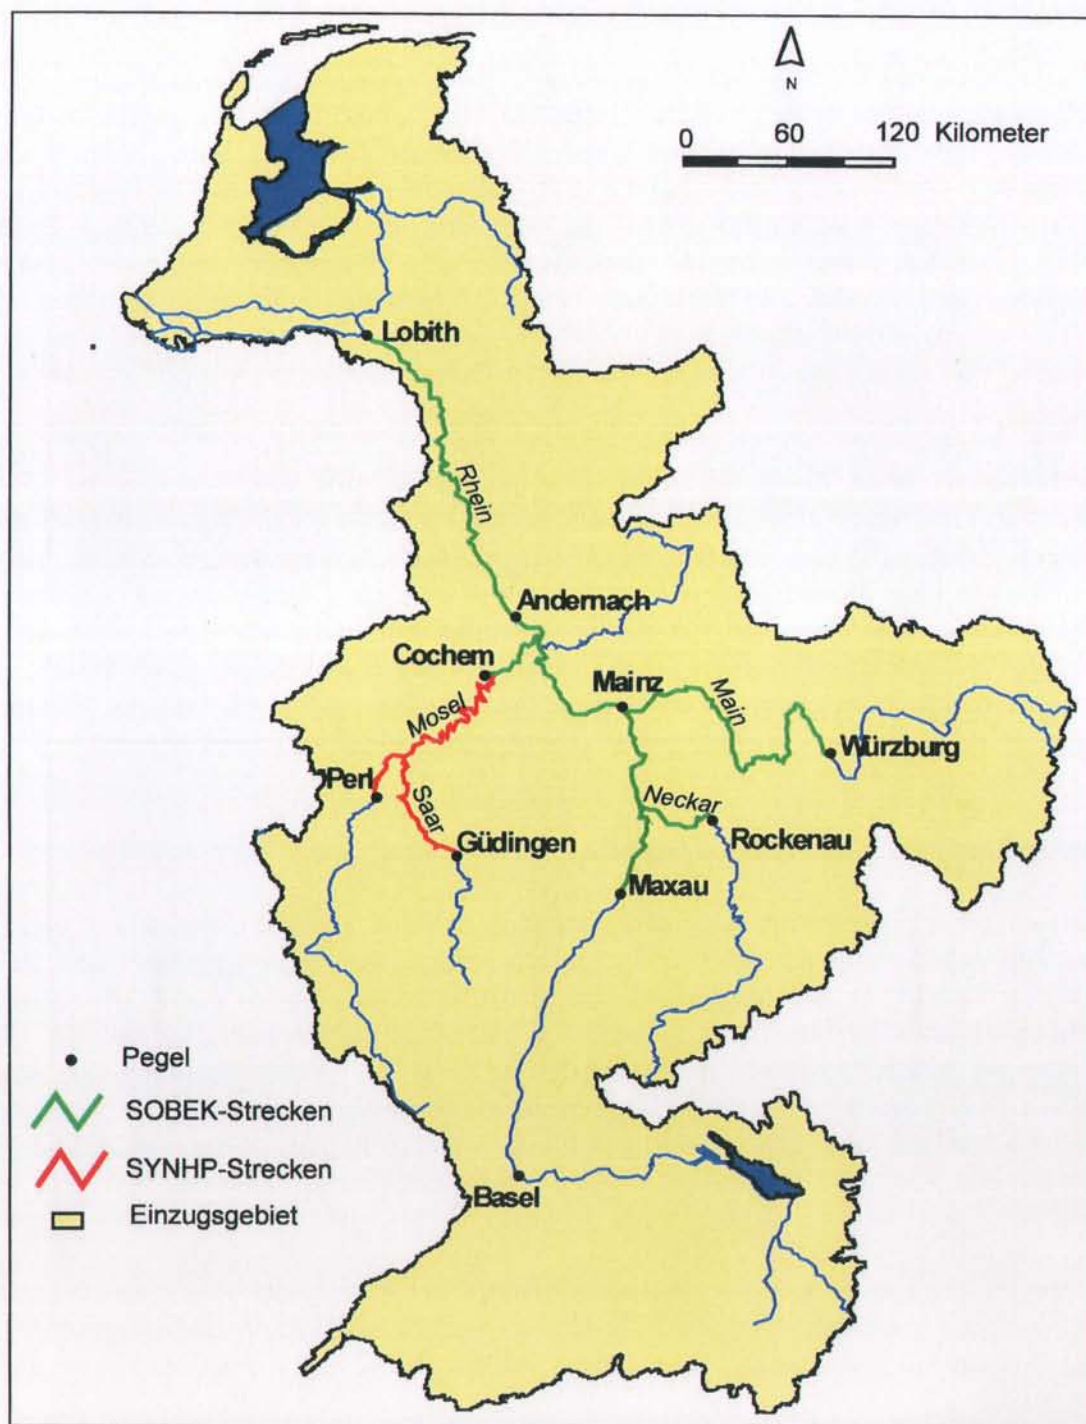 N
0 60 120 Kilometer
Lobith
Rhein
Andernach
Cochem
Mainz
Main
Mosel
Würzburg
Perl
Neckar
Saar
Rockenau
Güdingen
Maxau
Pegel
SOBEK-Strecken
SYNHP-Strecken
Basel
Einzugsgebiet